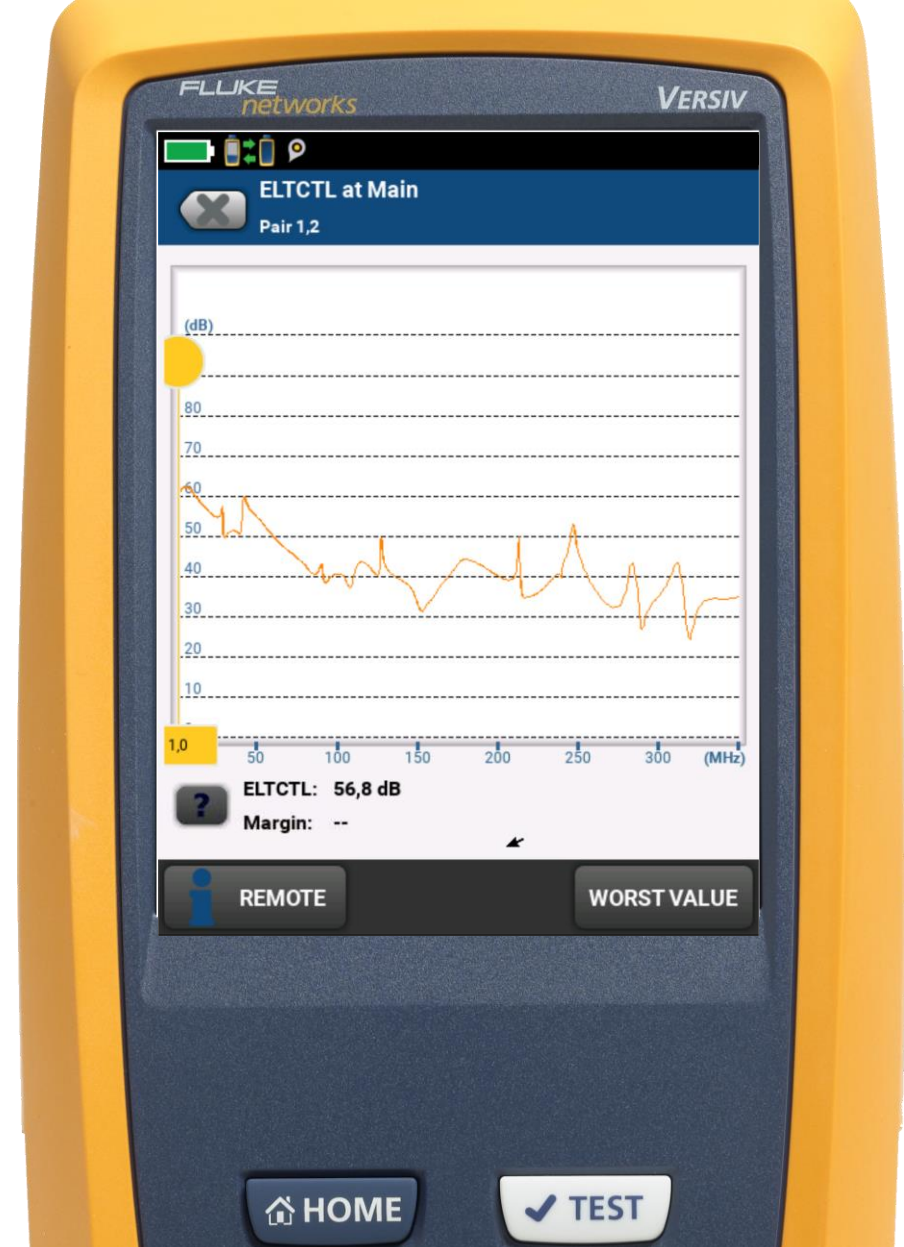 FLUKE
networks
VERSIV
ELTCTL at Main
Pair 1,2
(dB)
80
70
60
50
40
30
20
10
1,0
50 100 150 200 250 300 (MHz)
ELTCTL: 56,8 dB
?
Margin: --
REMOTE
WORST VALUE
HOME
TEST